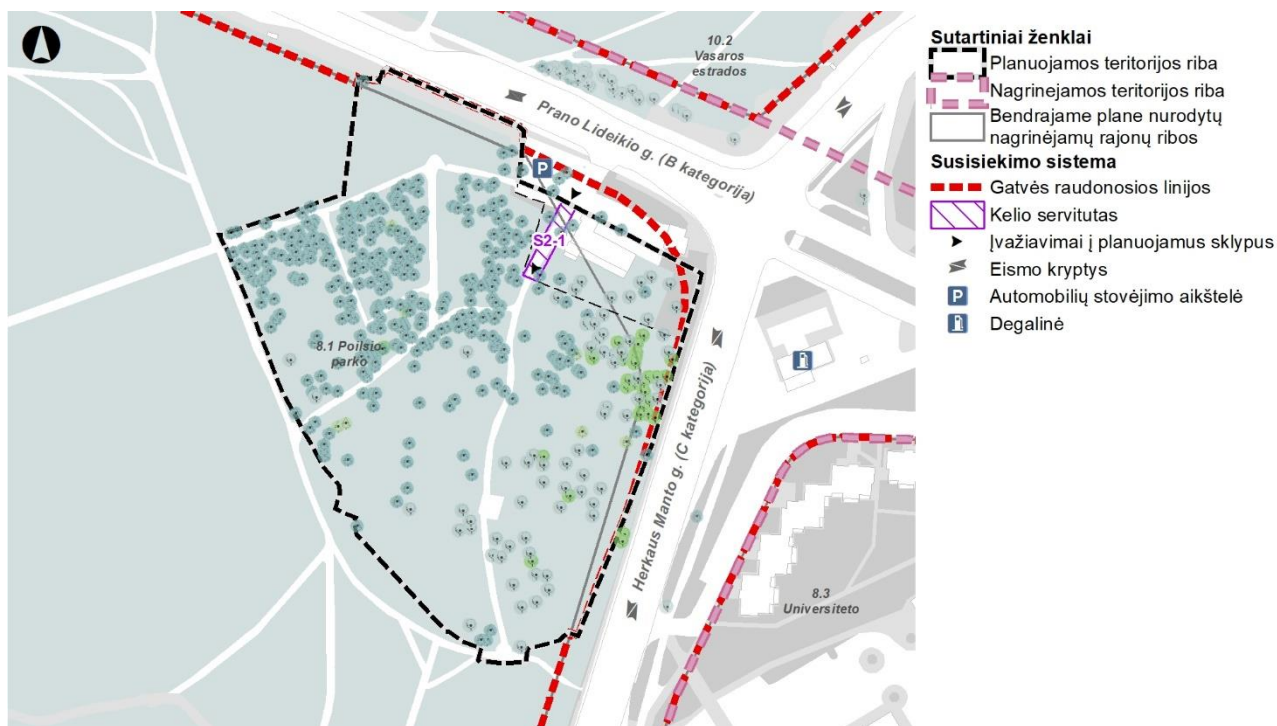 10.2
Vasaros
estrados
Prano Lideikio g. (B kategorija)
P
S2-1
8.1 Poilsio
parko
Herkaus Manto g. (C kategorija)
8.3
Universiteto
Sutartiniai ženklai
Planuojamos teritorijos riba
Nagrinejamos teritorijos riba
Bendrajame plane nurodytų
nagrinėjamų rajonų ribos
Susisiekimo sistema
Gatvės raudonosios linijos
Kelio servitutas
Įvažiavimai į planuojamus sklypus
Eismo kryptys
P Automobilių stovėjimo aikštelė
Degalinė